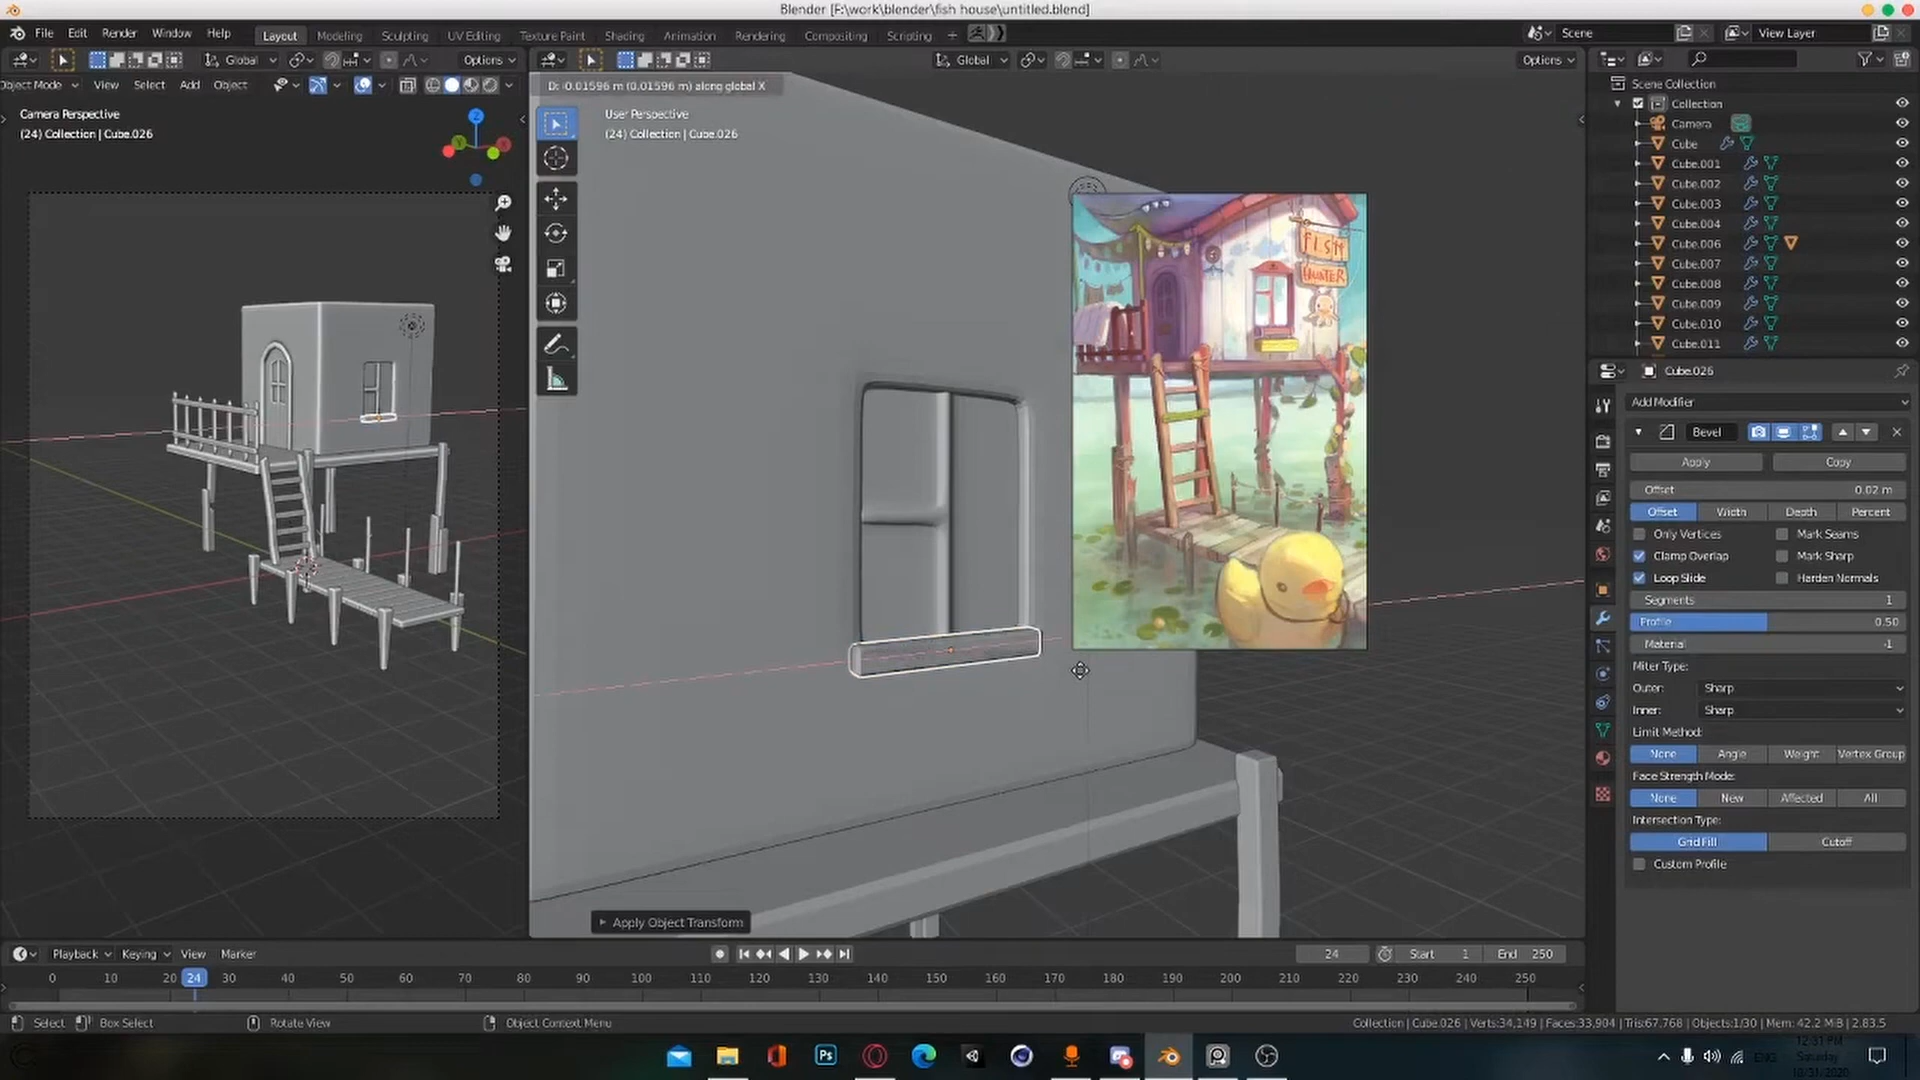 Blender [F:\work\blender\fish house\untitled.blend]
File Edit Render Window Help Layout Modeling Sculpting UV Editing Texture Paint Shading Animation Rendering Compositing Scripting + Scene View Layer
Global Options Global Options
Object Mode View Select Add Object
D: -0.01596 m (0.01596 m) along global X
Camera Perspective
(24) Collection | Cube.026
User Perspective
(24) Collection | Cube.026
Z
Y
FISH
HUNTER
Apply Object Transform
Scene Collection
Collection
Camera
Cube
Cube.001
Cube.002
Cube.003
Cube.004
Cube.006
Cube.007
Cube.008
Cube.009
Cube.010
Cube.011
Cube.026
Add Modifier
Bevel
Apply Copy
Offset 0.02 m
Offset Width Depth Percent
Only Vertices Mark Seams
Clamp Overlap Mark Sharp
Loop Slide Harden Normals
Segments 1
Profile 0.50
Material -1
Miter Type:
Outer: Sharp
Inner: Sharp
Limit Method:
None Angle Weight Vertex Group
Face Strength Mode:
None New Affected All
Intersection Type:
Grid Fill Cutoff
Custom Profile
Playback Keying View Marker 24 Start 1 End 250
0 20 24 30 40 50 60 70 80 90 100 110 120 130 140 150 160 170 180 190 200 210 220 230 240 250
Select Box Select Rotate View Object Context Menu Collection | Cube.026 | Verts:34,149 | Faces:33,904 | Tris:67,768 | Objects:1/30 | Mem: 42.2 MiB | 2.83.5
Ps
ENG
12:31 PM
Saturday
10/31/2020